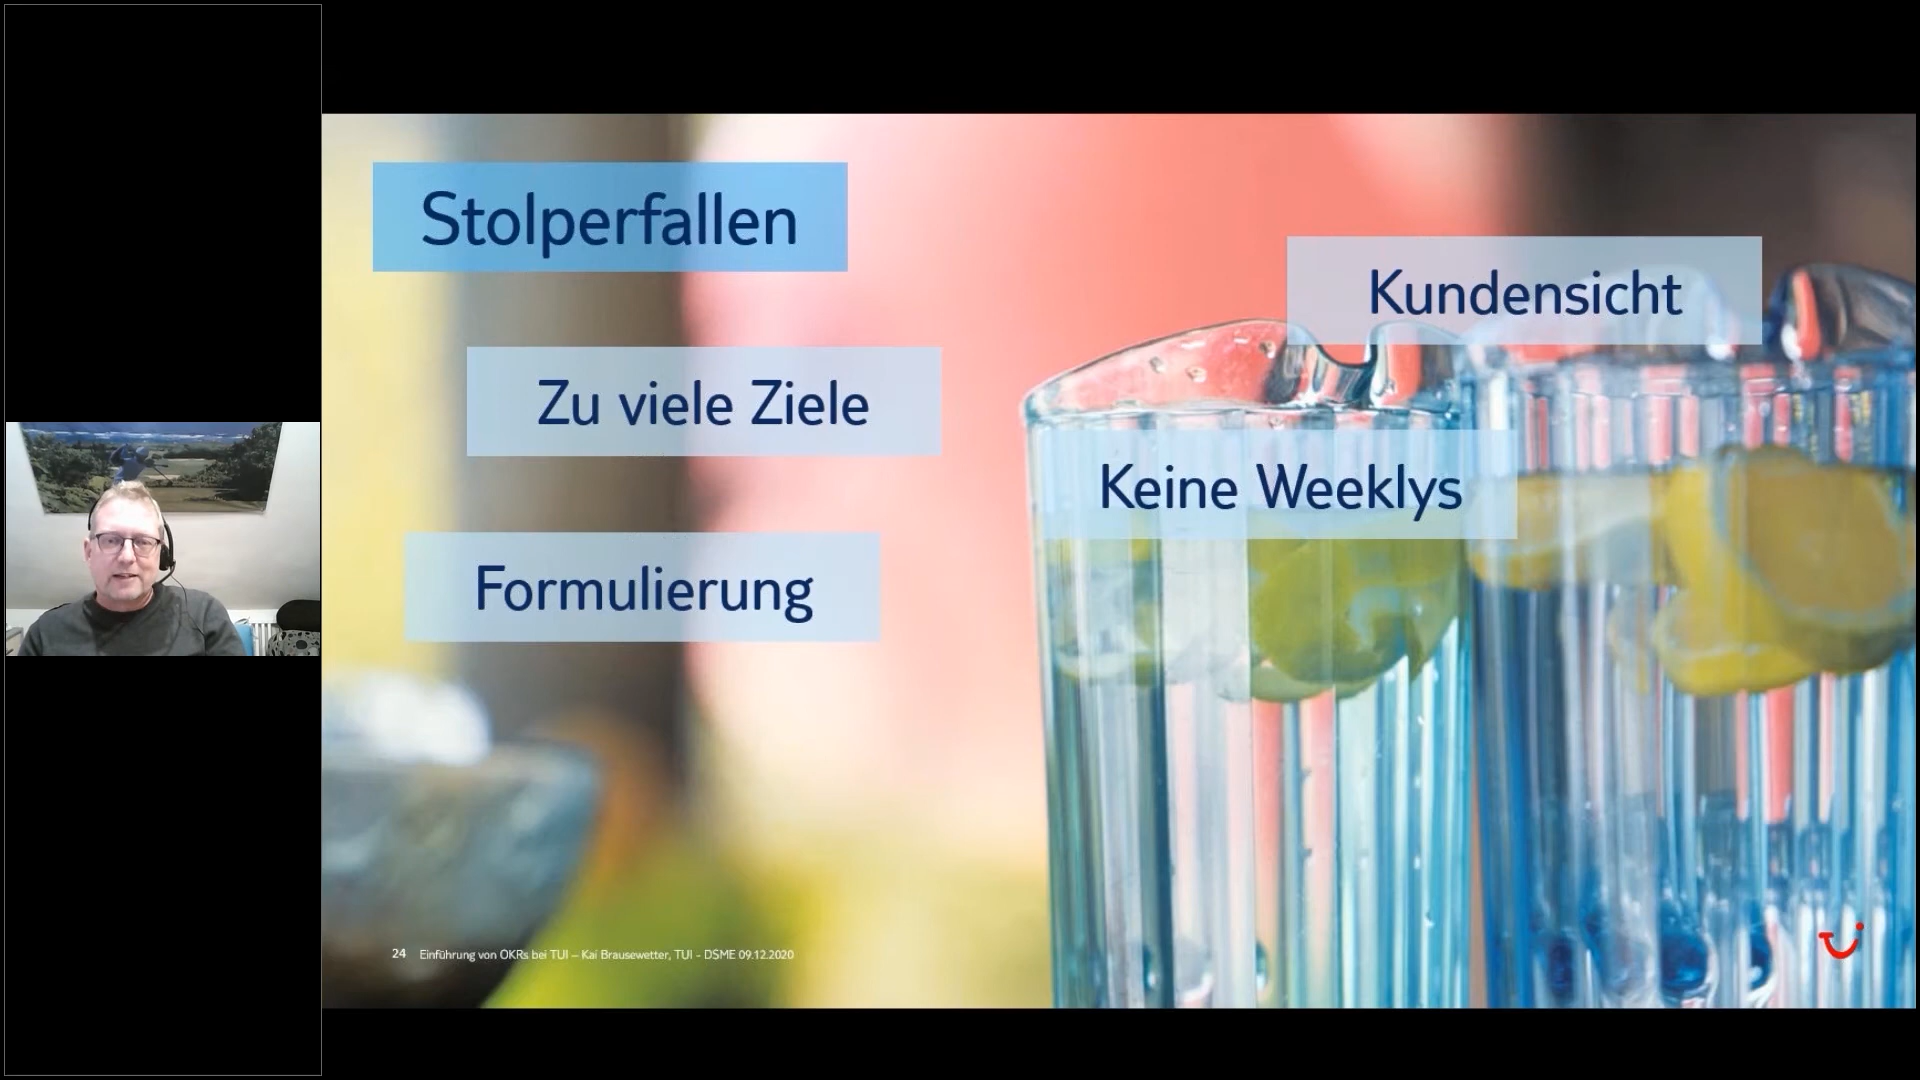 Stolperfallen
Kundensicht
Zu viele Ziele
Keine Weeklys
Formulierung
24 Einführung von OKRs bei TUI – Kai Brausewetter, TUI - DSME 09.12.2020